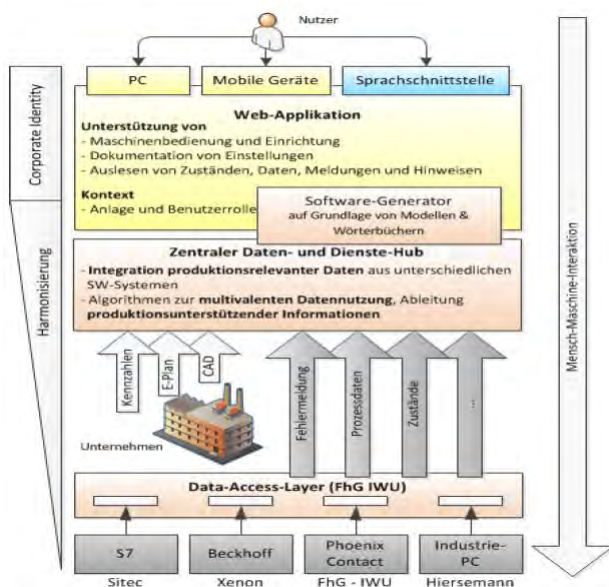 Nutzer
PC
Mobile Geräte
Sprachschnittstelle
Web-Applikation
Unterstützung von
- Maschinenbedienung und Einrichtung
- Dokumentation von Einstellungen
- Auslesen von Zuständen, Daten, Meldungen und Hinweisen
Kontext
- Anlage und Benutzerrolle
Software-Generator
auf Grundlage von Modellen &
Wörterbüchern
Zentraler Daten- und Dienste-Hub
- Integration produktionsrelevanter Daten aus unterschiedlichen
SW-Systemen
- Algorithmen zur multivalenten Datennutzung, Ableitung
produktionsunterstützender Informationen
Corporate Identity
Harmonisierung
Mensch-Maschine-Interaktion
Kennzahlen
E-Plan
CAD
Fehlermeldung
Prozessdaten
Zustände
...
Unternehmen
Data-Access-Layer (FhG IWU)
S7
Beckhoff
Phoenix
Contact
Industrie-
PC
Sitec
Xenon
FhG - IWU
Hiersemann